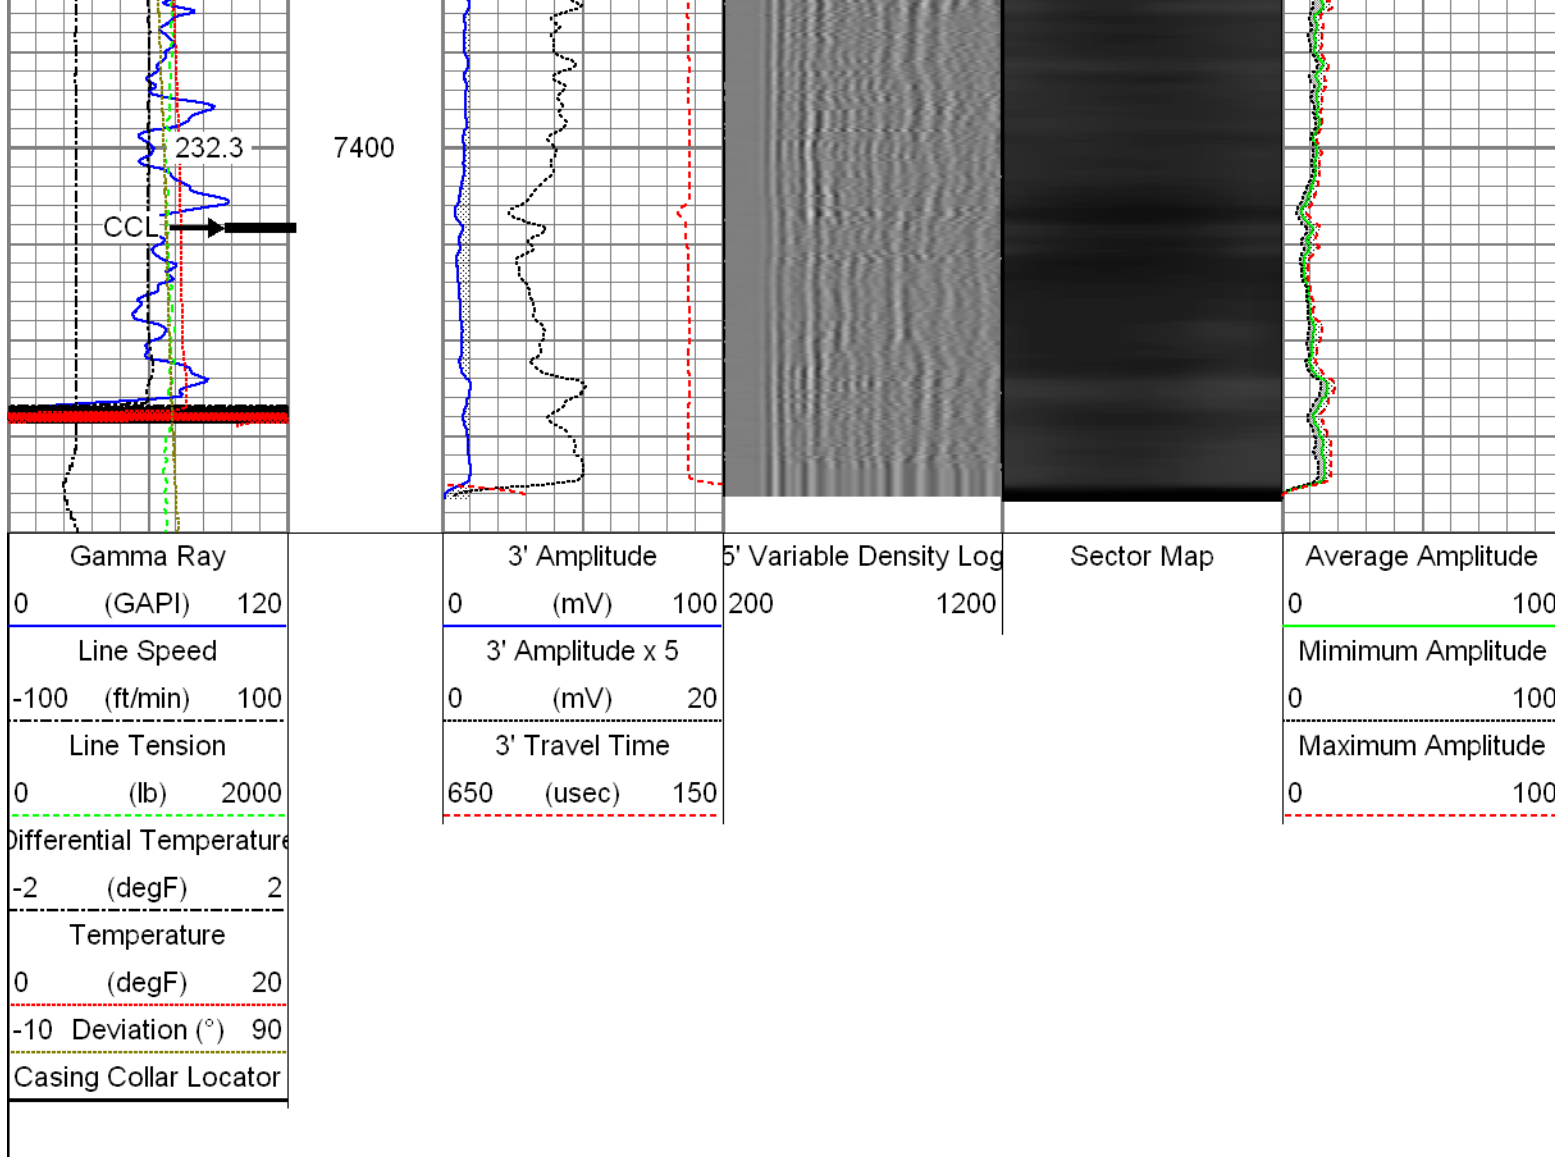 232.3
7400
CCL
Gamma Ray
0 (GAPI) 120
Line Speed
-100 (ft/min) 100
Line Tension
0 (lb) 2000
Differential Temperature
-2 (degF) 2
Temperature
0 (degF) 20
-10 Deviation (°) 90
Casing Collar Locator
3' Amplitude
0 (mV) 100
3' Amplitude x 5
0 (mV) 20
3' Travel Time
650 (usec) 150
5' Variable Density Log
200 1200
Sector Map
Average Amplitude
0 100
Mimimum Amplitude
0 100
Maximum Amplitude
0 100